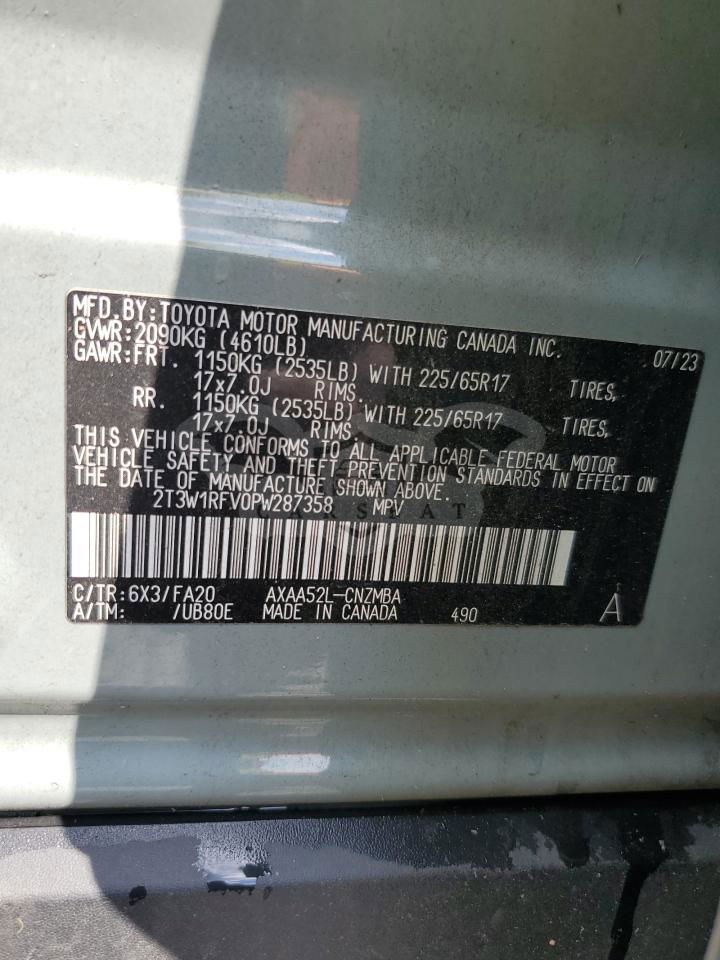 MFD.BY:TOYOTA MOTOR MANUFACTURING CANADA INC. 07/23
GVWR:2090KG (4610LB)
GAWR:FRT. 1150KG (2535LB) WITH 225/65R17 TIRES,
17x7.0J RIMS.
RR. 1150KG (2535LB) WITH 225/65R17 TIRES,
17x7.0J RIMS.
THIS VEHICLE CONFORMS TO ALL APPLICABLE FEDERAL MOTOR
VEHICLE SAFETY AND THEFT PREVENTION STANDARDS IN EFFECT ON
THE DATE OF MANUFACTURE SHOWN ABOVE.
2T3W1RFV0PW287358 MPV
C/TR:6X3/FA20 AXAA52L-CNZMBA
A/TM: /UB80E MADE IN CANADA 490 A